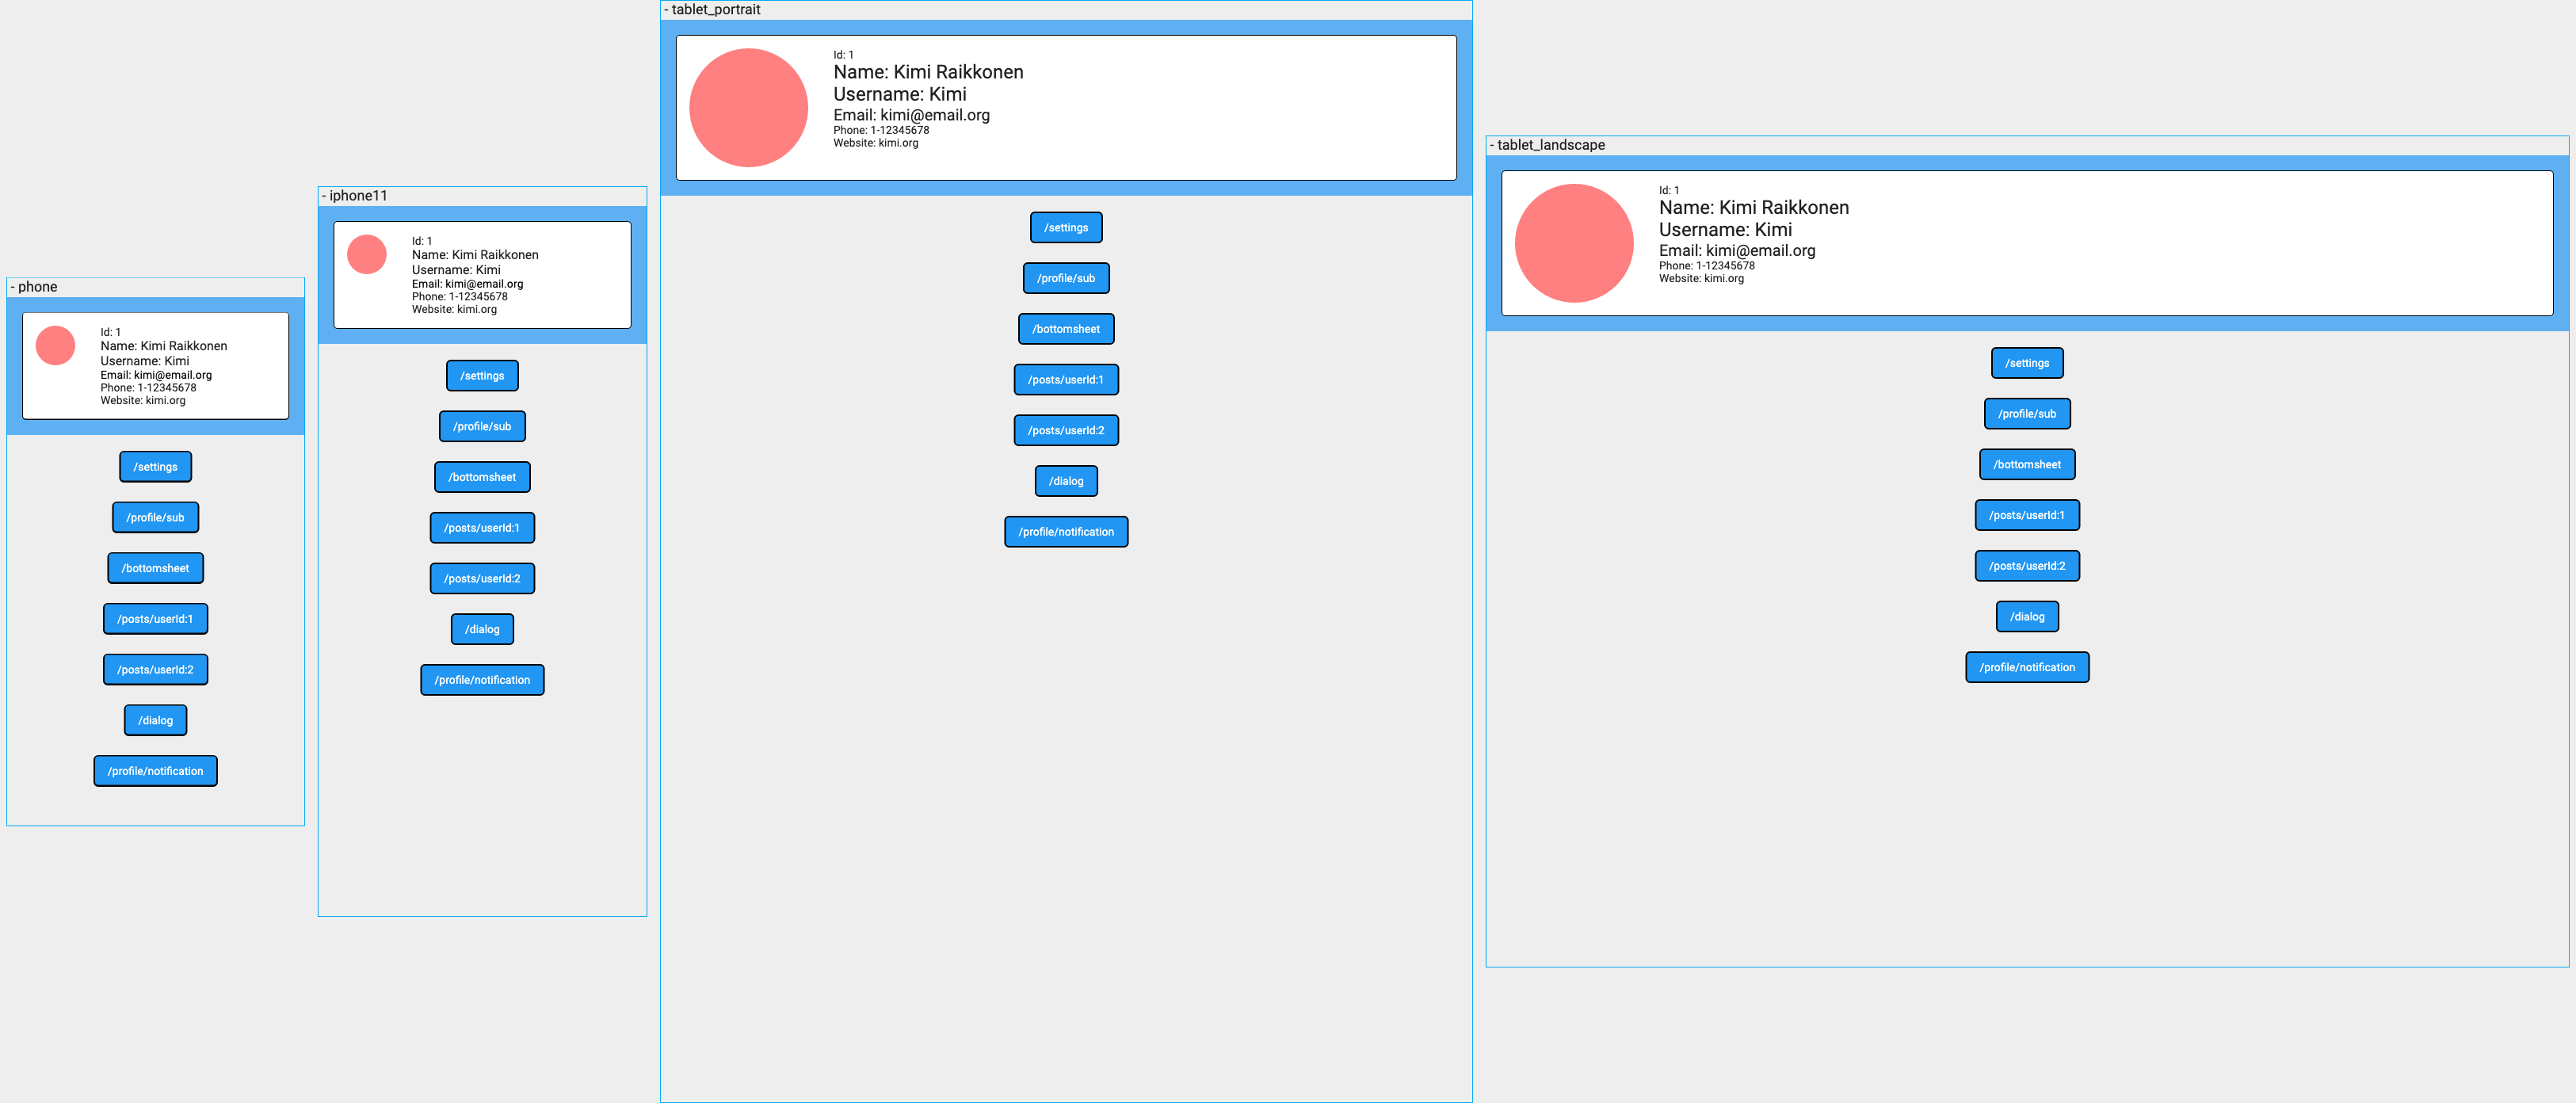 - phone
Id: 1
Name: Kimi Raikkonen
Username: Kimi
Email: kimi@email.org
Phone: 1-12345678
Website: kimi.org
/settings
/profile/sub
/bottomsheet
/posts/userId:1
/posts/userId:2
/dialog
/profile/notification
- iphone11
Id: 1
Name: Kimi Raikkonen
Username: Kimi
Email: kimi@email.org
Phone: 1-12345678
Website: kimi.org
/settings
/profile/sub
/bottomsheet
/posts/userId:1
/posts/userId:2
/dialog
/profile/notification
- tablet_portrait
Id: 1
Name: Kimi Raikkonen
Username: Kimi
Email: kimi@email.org
Phone: 1-12345678
Website: kimi.org
/settings
/profile/sub
/bottomsheet
/posts/userId:1
/posts/userId:2
/dialog
/profile/notification
- tablet_landscape
Id: 1
Name: Kimi Raikkonen
Username: Kimi
Email: kimi@email.org
Phone: 1-12345678
Website: kimi.org
/settings
/profile/sub
/bottomsheet
/posts/userId:1
/posts/userId:2
/dialog
/profile/notification